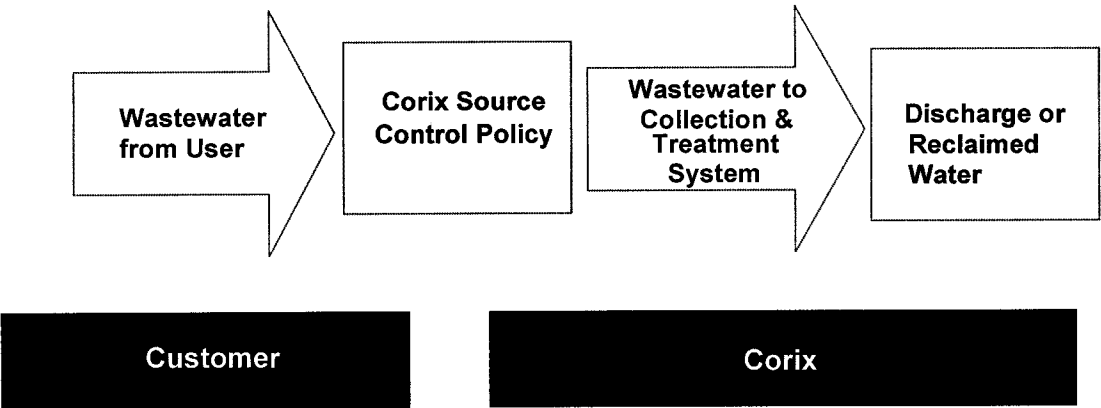 Wastewater
from User
Corix Source
Control Policy
Wastewater to
Collection &
Treatment
System
Discharge or
Reclaimed
Water
Customer
Corix